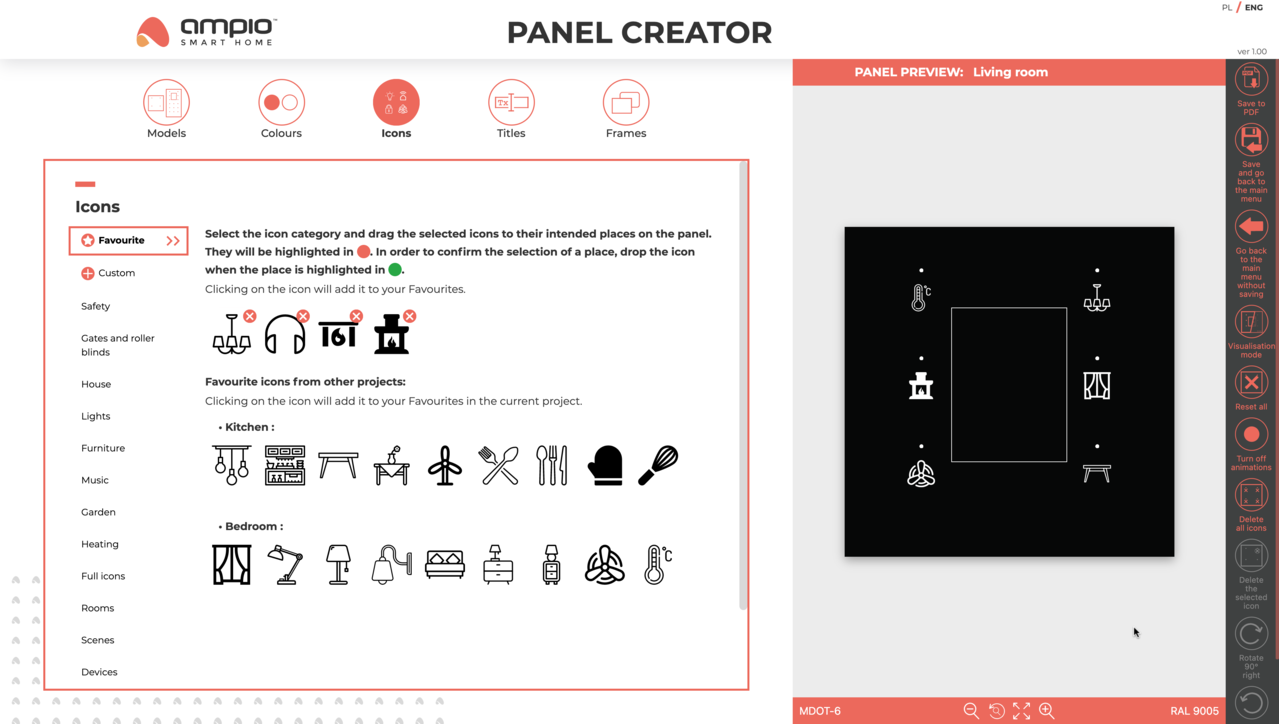 PL / ENG
ampio™
SMART HOME
PANEL CREATOR
ver 1.00
Models
Colours
Icons
Tx
Titles
Frames
PANEL PREVIEW: Living room
Icons
Favourite
Custom
Safety
Gates and roller
blinds
House
Lights
Furniture
Music
Garden
Heating
Full icons
Rooms
Scenes
Devices
Select the icon category and drag the selected icons to their intended places on the panel.
They will be highlighted in . In order to confirm the selection of a place, drop the icon
when the place is highlighted in .
Clicking on the icon will add it to your Favourites.
Favourite icons from other projects:
Clicking on the icon will add it to your Favourites in the current project.
• Kitchen :
• Bedroom :
°C
°C
MDOT-6
RAL 9005
Save to
PDF
Save
and go
back to
the main
menu
Go back
to the
main
menu
without
saving
Visualisation
mode
Reset all
Turn off
animations
Delete
all icons
Delete
the
selected
icon
Rotate
90°
right